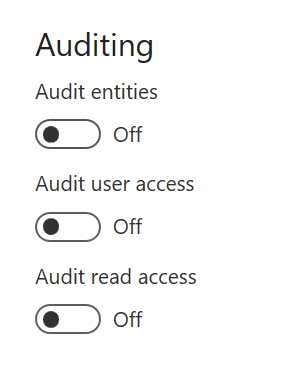 Auditing
Audit entities
Off
Audit user access
Off
Audit read access
Off